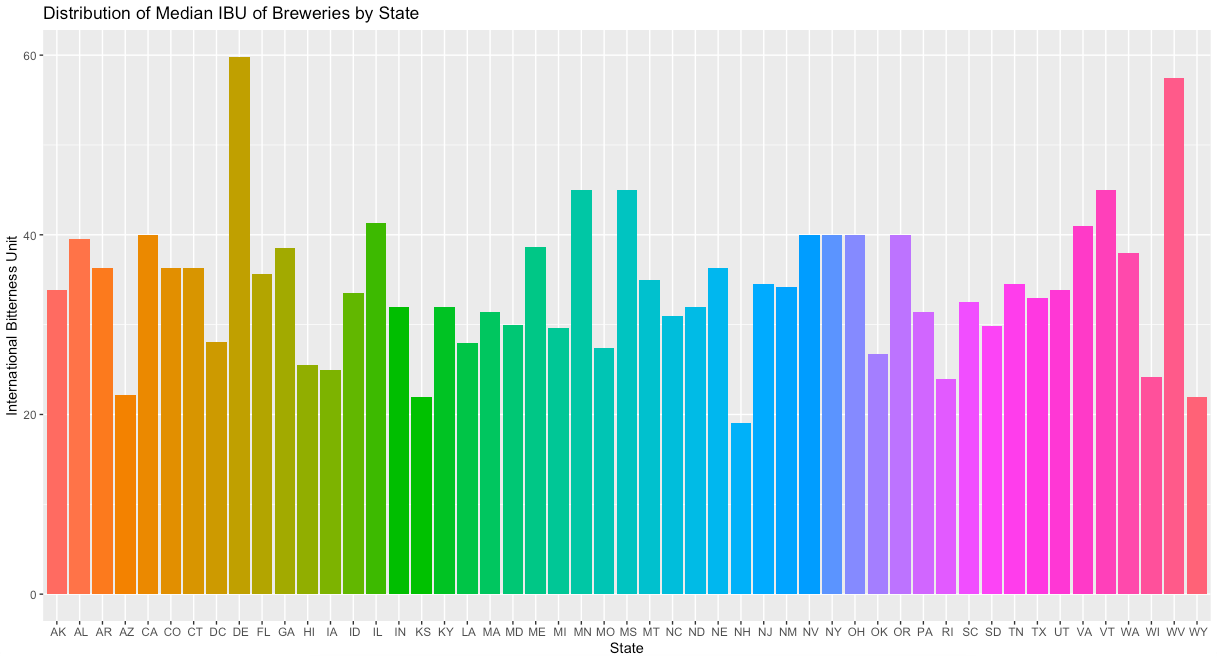 Distribution of Median IBU of Breweries by State
International Bitterness Unit
60
40
20
0
AK AL AR AZ CA CO CT DC DE FL GA HI IA ID IL IN KS KY LA MA MD ME MI MN MO MS MT NC ND NE NH NJ NM NV NY OH OK OR PA RI SC SD TN TX UT VA VT WA WI WV WY
State